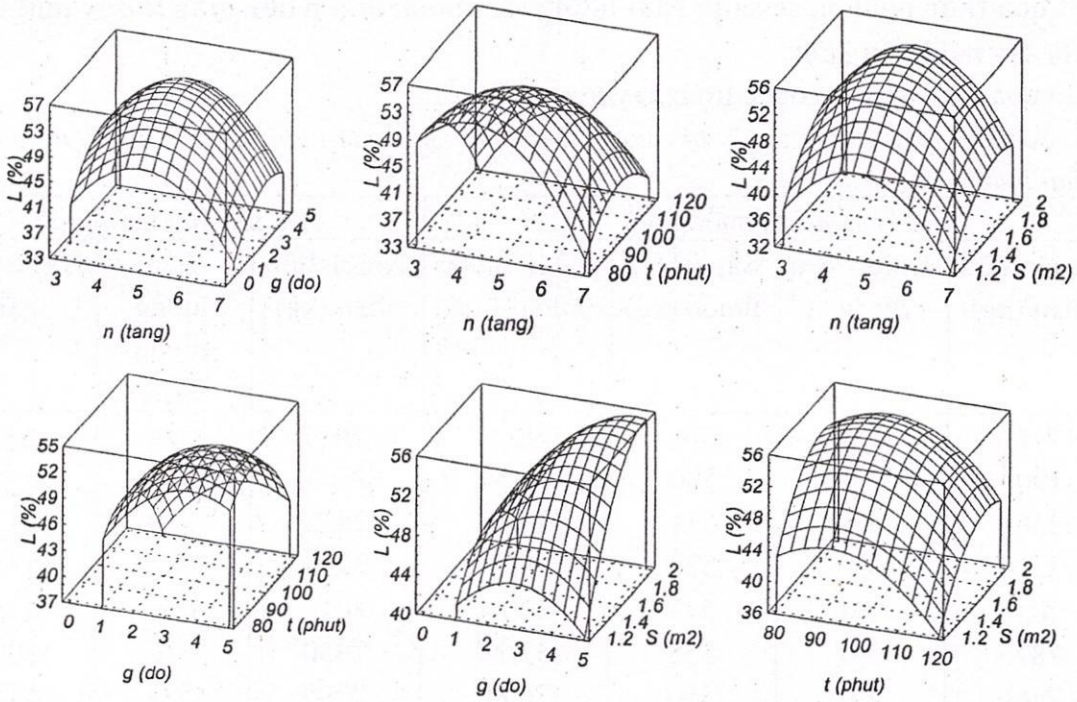 57
53
49
45
41
37
33
L (%)
3 4 5 6 7
n (tang)
0 1 2 3 4 5
g (do)
57
53
49
45
41
37
33
L (%)
3 4 5 6 7
n (tang)
80 90 100 110 120
t (phut)
56
52
48
44
40
36
32
L (%)
3 4 5 6 7
n (tang)
1.2 1.4 1.6 1.8 2
S (m2)
55
52
49
46
43
40
37
L (%)
0 1 2 3 4 5
g (do)
80 90 100 110 120
t (phut)
56
52
48
44
40
L (%)
0 1 2 3 4 5
g (do)
1.2 1.4 1.6 1.8 2
S (m2)
56
52
48
44
40
36
L (%)
80 90 100 110 120
t (phut)
1.2 1.4 1.6 1.8 2
S (m2)